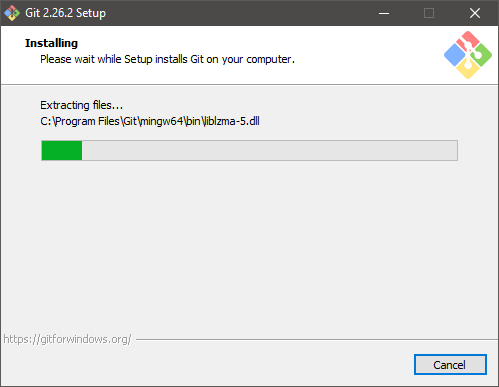 Git 2.26.2 Setup
Installing
Please wait while Setup installs Git on your computer.
Extracting files...
C:\Program Files\Git\mingw64\bin\liblzma-5.dll
https://gitforwindows.org/
Cancel